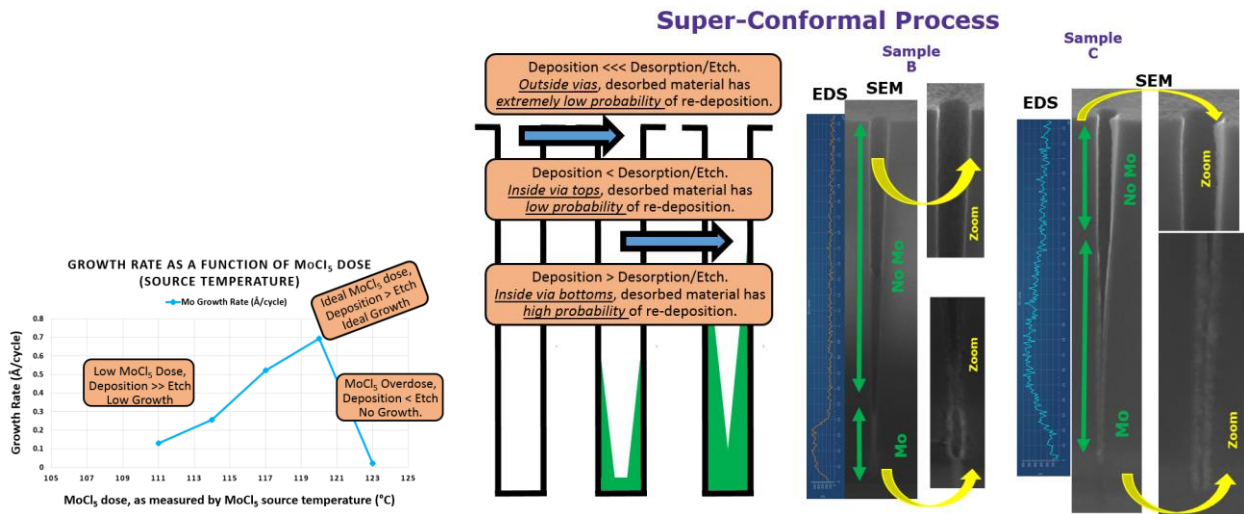 Super-Conformal Process
GROWTH RATE AS A FUNCTION OF MoCl5 DOSE
(SOURCE TEMPERATURE)
Mo Growth Rate (Å/cycle)
Growth Rate (Å/cycle)
0.8
0.7
0.6
0.5
0.4
0.3
0.2
0.1
0
105 107 109 111 113 115 117 119 121 123 125
MoCl5 dose, as measured by MoCl5 source temperature (°C)
Low MoCl5 Dose,
Deposition >> Etch
Low Growth
Ideal MoCl5 dose,
Deposition > Etch
Ideal Growth
MoCl5 Overdose,
Deposition < Etch
No Growth.
Deposition <<< Desorption/Etch.
Outside vias, desorbed material has
extremely low probability of re-deposition.
Deposition < Desorption/Etch.
Inside via tops, desorbed material has
low probability of re-deposition.
Deposition > Desorption/Etch.
Inside via bottoms, desorbed material has
high probability of re-deposition.
Sample
B
EDS SEM
No Mo
Mo
Zoom
Zoom
Sample
C
SEM
EDS
No Mo
Mo
Zoom
Zoom